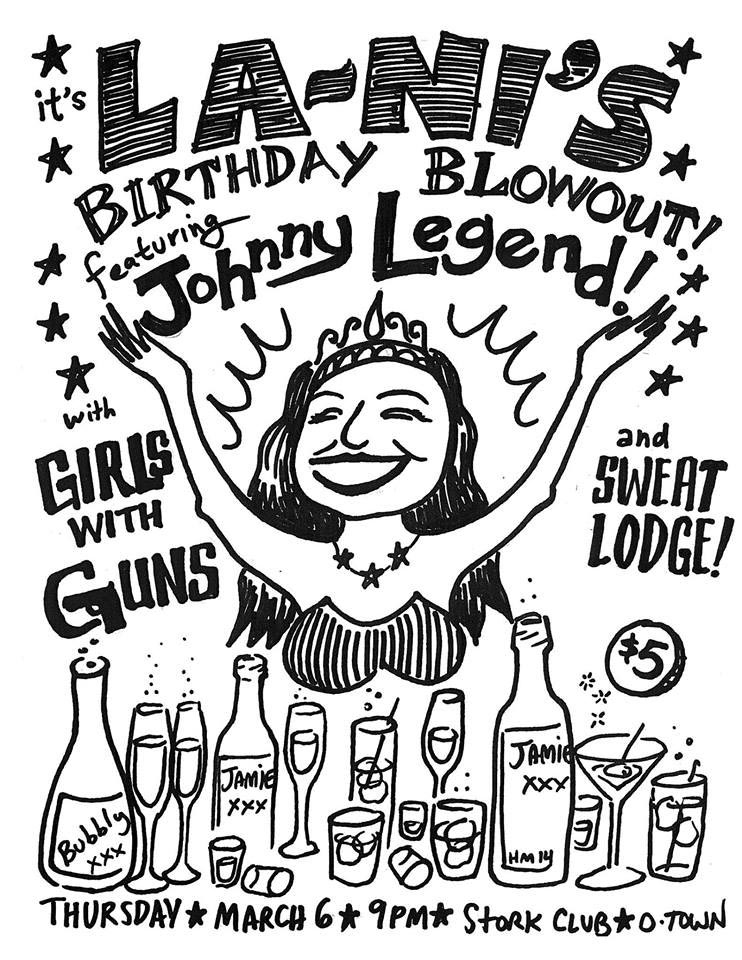 it's
LA-NI'S
BIRTHDAY BLOWOUT!
featuring
Johnny Legend!
with
GIRLS
WITH
GUNS
and
SWEAT
LODGE!
$5
Bubbly
XXX
JAMIE
XXX
JAMIE
XXX
HM14
THURSDAY ★ MARCH 6 ★ 9PM ★ STORK CLUB ★ O·TOWN